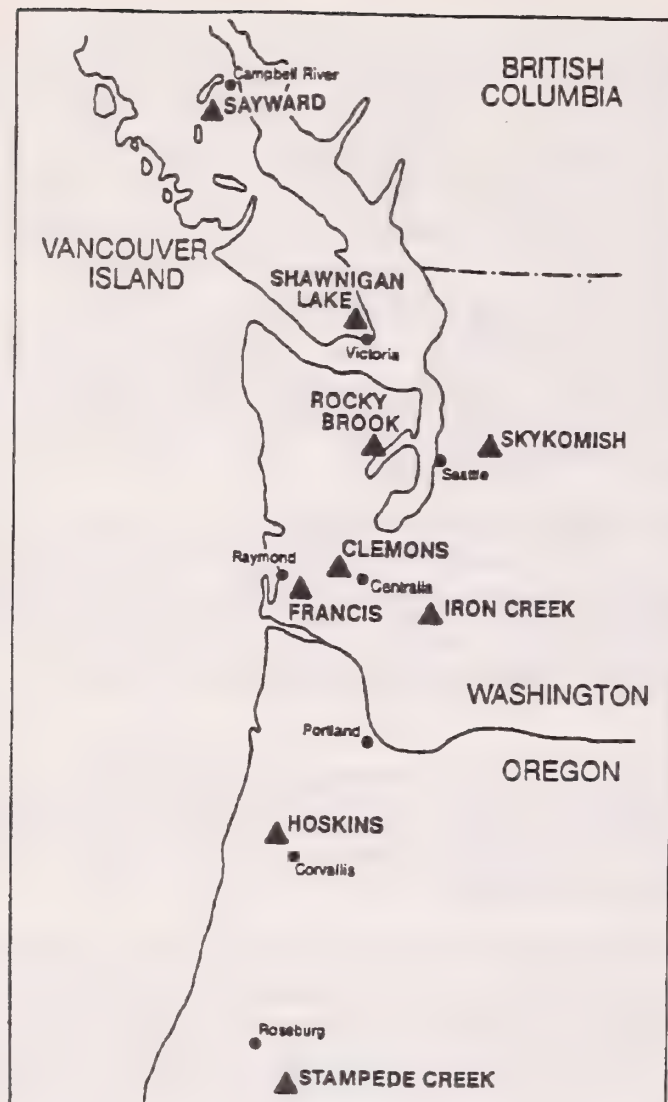 BRITISH
COLUMBIA
Campbell River
SAYWARD
VANCOUVER
ISLAND
SHAWNIGAN
LAKE
Victoria
ROCKY
BROOK
SKYKOMISH
Seattle
CLEMONS
Raymond
Centralia
FRANCIS
IRON CREEK
WASHINGTON
Portland
OREGON
HOSKINS
Corvallis
Roseburg
STAMPEDE CREEK